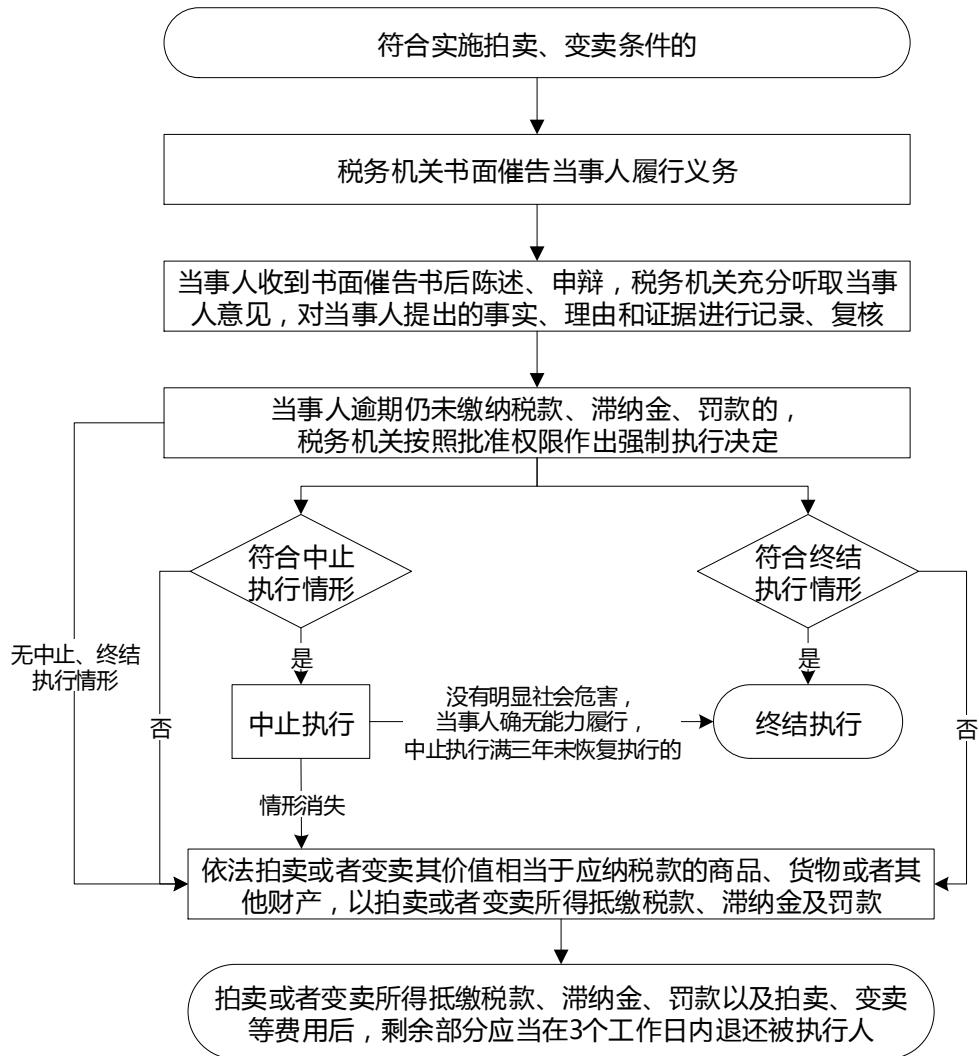 符合实施拍卖、变卖条件的
税务机关书面催告当事人履行义务
当事人收到书面催告书后陈述、申辩，税务机关充分听取当事
人意见，对当事人提出的事实、理由和证据进行记录、复核
当事人逾期仍未缴纳税款、滞纳金、罚款的，
税务机关按照批准权限作出强制执行决定
符合中止
执行情形
符合终结
执行情形
无中止、终结
执行情形
是
是
否
中止执行
没有明显社会危害，
当事人确无能力履行，
中止执行满三年未恢复执行的
终结执行
否
情形消失
依法拍卖或者变卖其价值相当于应纳税款的商品、货物或者其
他财产，以拍卖或者变卖所得抵缴税款、滞纳金及罚款
拍卖或者变卖所得抵缴税款、滞纳金、罚款以及拍卖、变卖
等费用后，剩余部分应当在3个工作日内退还被执行人